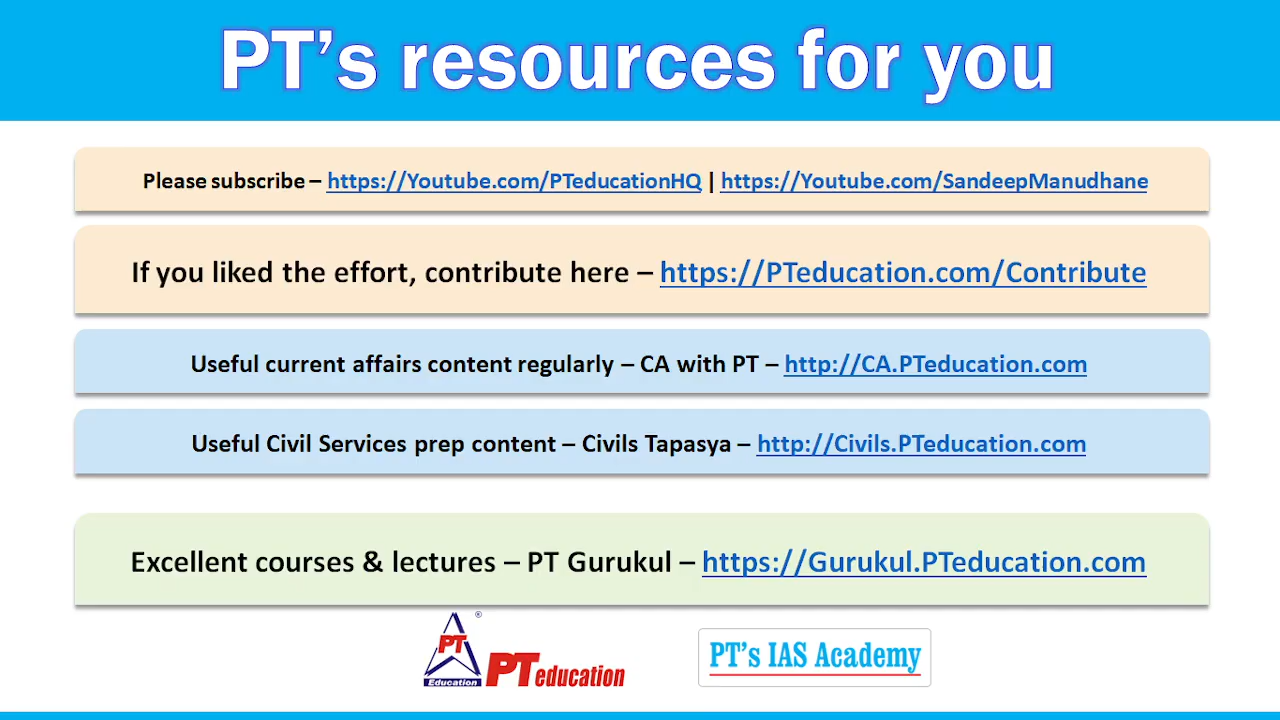 PT's resources for you
Please subscribe – https://Youtube.com/PTeducationHQ | https://Youtube.com/SandeepManudhane
If you liked the effort, contribute here – https://PTeducation.com/Contribute
Useful current affairs content regularly – CA with PT – http://CA.PTeducation.com
Useful Civil Services prep content – Civils Tapasya – http://Civils.PTeducation.com
Excellent courses & lectures – PT Gurukul – https://Gurukul.PTeducation.com
PT ®
Education
PTeducation
PT's IAS Academy